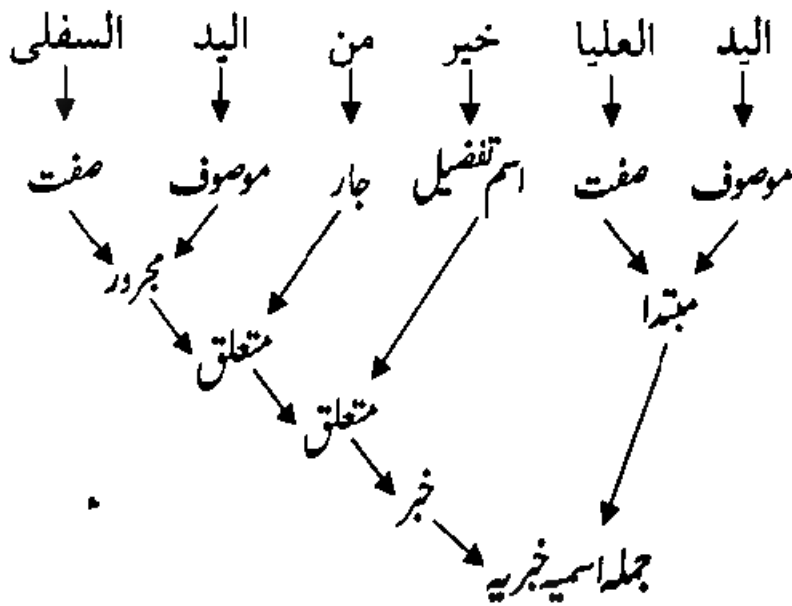 اليد العليا خير من اليد السفلى
موصوف صفت اسم تفضیل جار موصوف صفت
مجرور
مبتدا
متعلق
متعلق
خبر
جملہ اسمیہ خبریہ